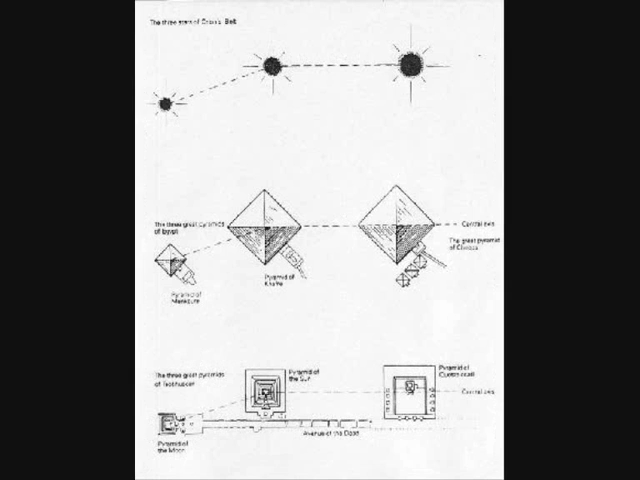 The three stars of Orion's Belt
The three great pyramids
of Egypt
Central axis
The great pyramid
of Cheops
Pyramid of
Khafre
Pyramid of
Menkaure
The three great pyramids
of Teotihuacan
Pyramid of
the Sun
Pyramid of
Quetzalcoatl
Central axis
Avenue of the Dead
Pyramid of
the Moon